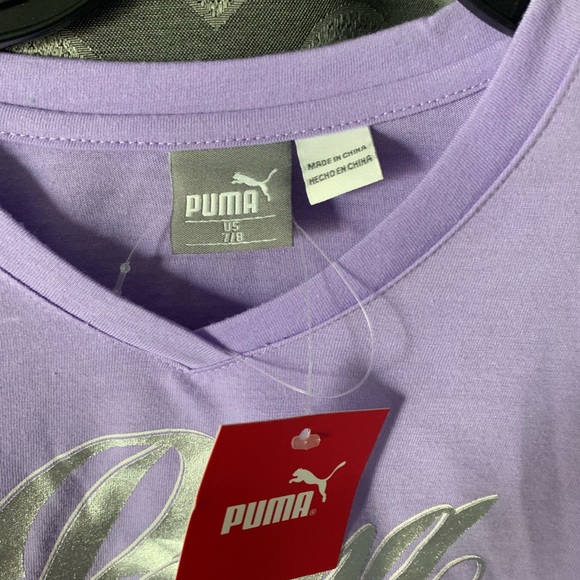 PUMA
US
7/8
MADE IN CHINA
HECHO EN CHINA
PUMA®